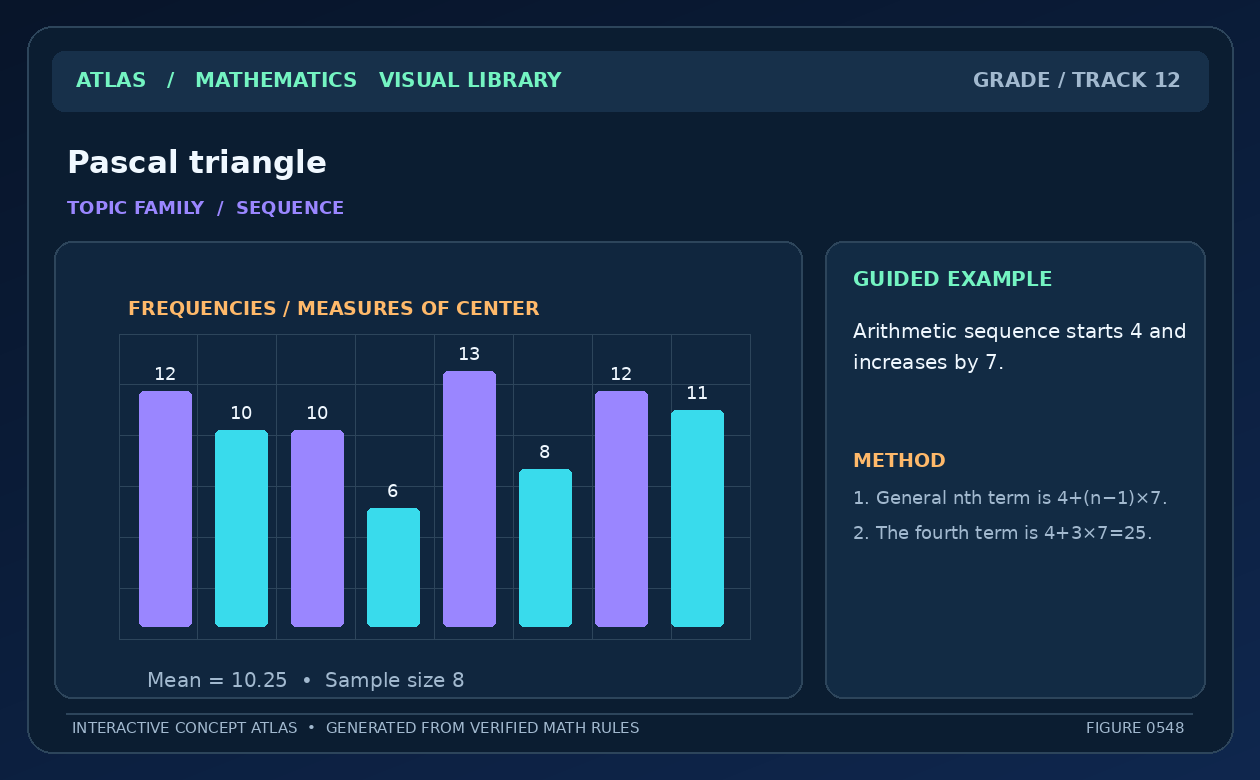 ATLAS / MATHEMATICS VISUAL LIBRARY
GRADE / TRACK 12
Pascal triangle
TOPIC FAMILY / SEQUENCE
FREQUENCIES / MEASURES OF CENTER
12
10
10
6
13
8
12
11
Mean = 10.25 • Sample size 8
GUIDED EXAMPLE
Arithmetic sequence starts 4 and
increases by 7.
METHOD
1. General nth term is 4+(n−1)×7.
2. The fourth term is 4+3×7=25.
INTERACTIVE CONCEPT ATLAS • GENERATED FROM VERIFIED MATH RULES
FIGURE 0548